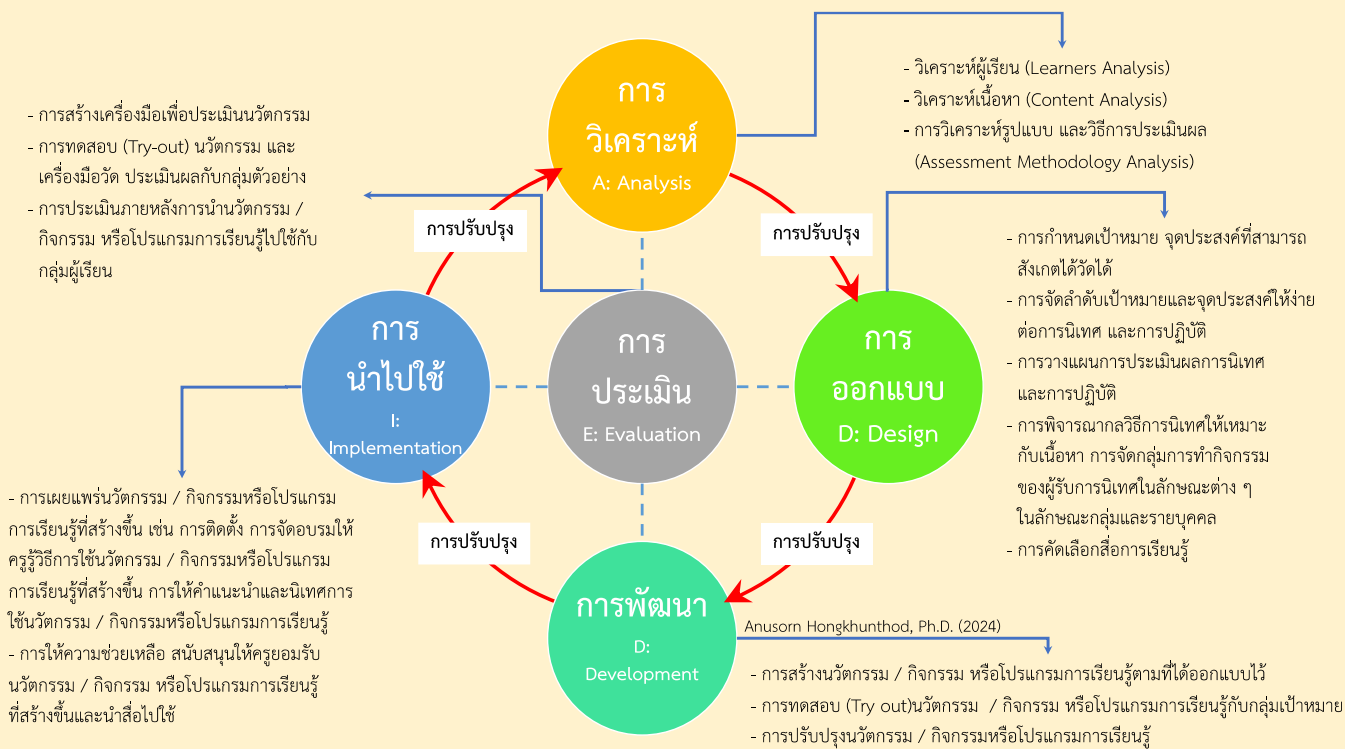 การ
วิเคราะห์
A: Analysis
- วิเคราะห์ผู้เรียน (Learners Analysis)
- วิเคราะห์เนื้อหา (Content Analysis)
- การวิเคราะห์รูปแบบ และวิธีการประเมินผล
(Assessment Methodology Analysis)
- การสร้างเครื่องมือเพื่อประเมินนวัตกรรม
- การทดสอบ (Try-out) นวัตกรรม และ
เครื่องมือวัด ประเมินผลกับกลุ่มตัวอย่าง
- การประเมินภายหลังการนำนวัตกรรม /
กิจกรรม หรือโปรแกรมการเรียนรู้ไปใช้กับ
กลุ่มผู้เรียน
การปรับปรุง
การปรับปรุง
- การกำหนดเป้าหมาย จุดประสงค์ที่สามารถ
สังเกตได้วัดได้
- การจัดลำดับเป้าหมายและจุดประสงค์ให้ง่าย
ต่อการนิเทศ และการปฏิบัติ
- การวางแผนการประเมินผลการนิเทศ
และการปฏิบัติ
- การพิจารณากลวิธีการนิเทศให้เหมาะ
กับเนื้อหา การจัดกลุ่มการทำกิจกรรม
ของผู้รับการนิเทศในลักษณะต่าง ๆ
ในลักษณะกลุ่มและรายบุคคล
- การคัดเลือกสื่อการเรียนรู้
การ
นำไปใช้
I:
Implementation
การ
ประเมิน
E: Evaluation
การ
ออกแบบ
D: Design
- การเผยแพร่นวัตกรรม / กิจกรรมหรือโปรแกรม
การเรียนรู้ที่สร้างขึ้น เช่น การติดตั้ง การจัดอบรมให้
ครูรู้วิธีการใช้นวัตกรรม / กิจกรรมหรือโปรแกรม
การเรียนรู้ที่สร้างขึ้น การให้คำแนะนำและนิเทศการ
ใช้นวัตกรรม / กิจกรรมหรือโปรแกรมการเรียนรู้
- การให้ความช่วยเหลือ สนับสนุนให้ครูยอมรับ
นวัตกรรม / กิจกรรม หรือโปรแกรมการเรียนรู้
ที่สร้างขึ้นและนำสื่อไปใช้
การปรับปรุง
การปรับปรุง
การพัฒนา
D:
Development
Anusorn Hongkhunthod, Ph.D. (2024)
- การสร้างนวัตกรรม / กิจกรรม หรือโปรแกรมการเรียนรู้ตามที่ได้ออกแบบไว้
- การทดสอบ (Try out)นวัตกรรม / กิจกรรม หรือโปรแกรมการเรียนรู้กับกลุ่มเป้าหมาย
- การปรับปรุงนวัตกรรม / กิจกรรมหรือโปรแกรมการเรียนรู้